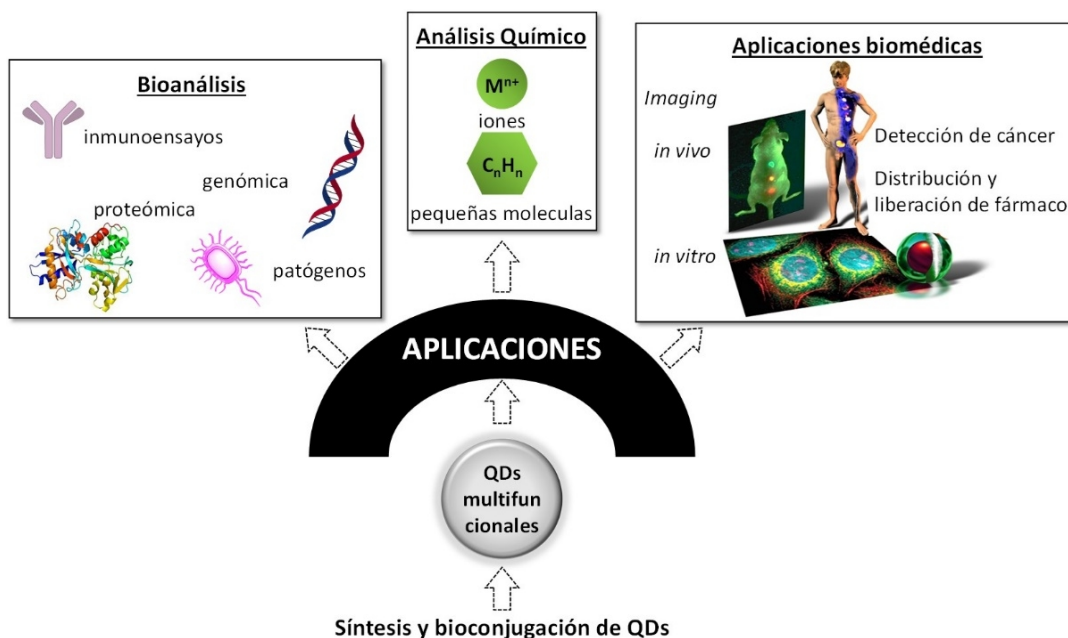 Bioanálisis
inmunoensayos
genómica
proteómica
patógenos
Análisis Químico
Mⁿ⁺
iones
CₙHₙ
pequeñas moleculas
Aplicaciones biomédicas
Imaging
in vivo
Detección de cáncer
Distribución y
liberación de fármaco
in vitro
APLICACIONES
QDs
multifun
cionales
Síntesis y bioconjugación de QDs